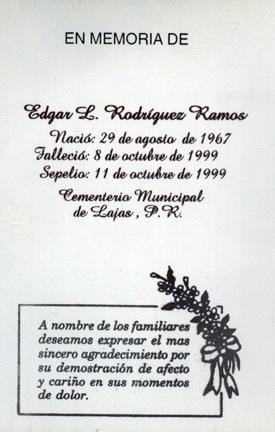 EN MEMORIA DE
Edgar L. Rodríguez Ramos
Nació: 29 de agosto de 1967
Falleció: 8 de octubre de 1999
Sepelio: 11 de octubre de 1999
Cementerio Municipal
de Lajas, P.R.
A nombre de los familiares
deseamos expresar el mas
sincero agradecimiento por
su demostración de afecto
y cariño en sus momentos
de dolor.